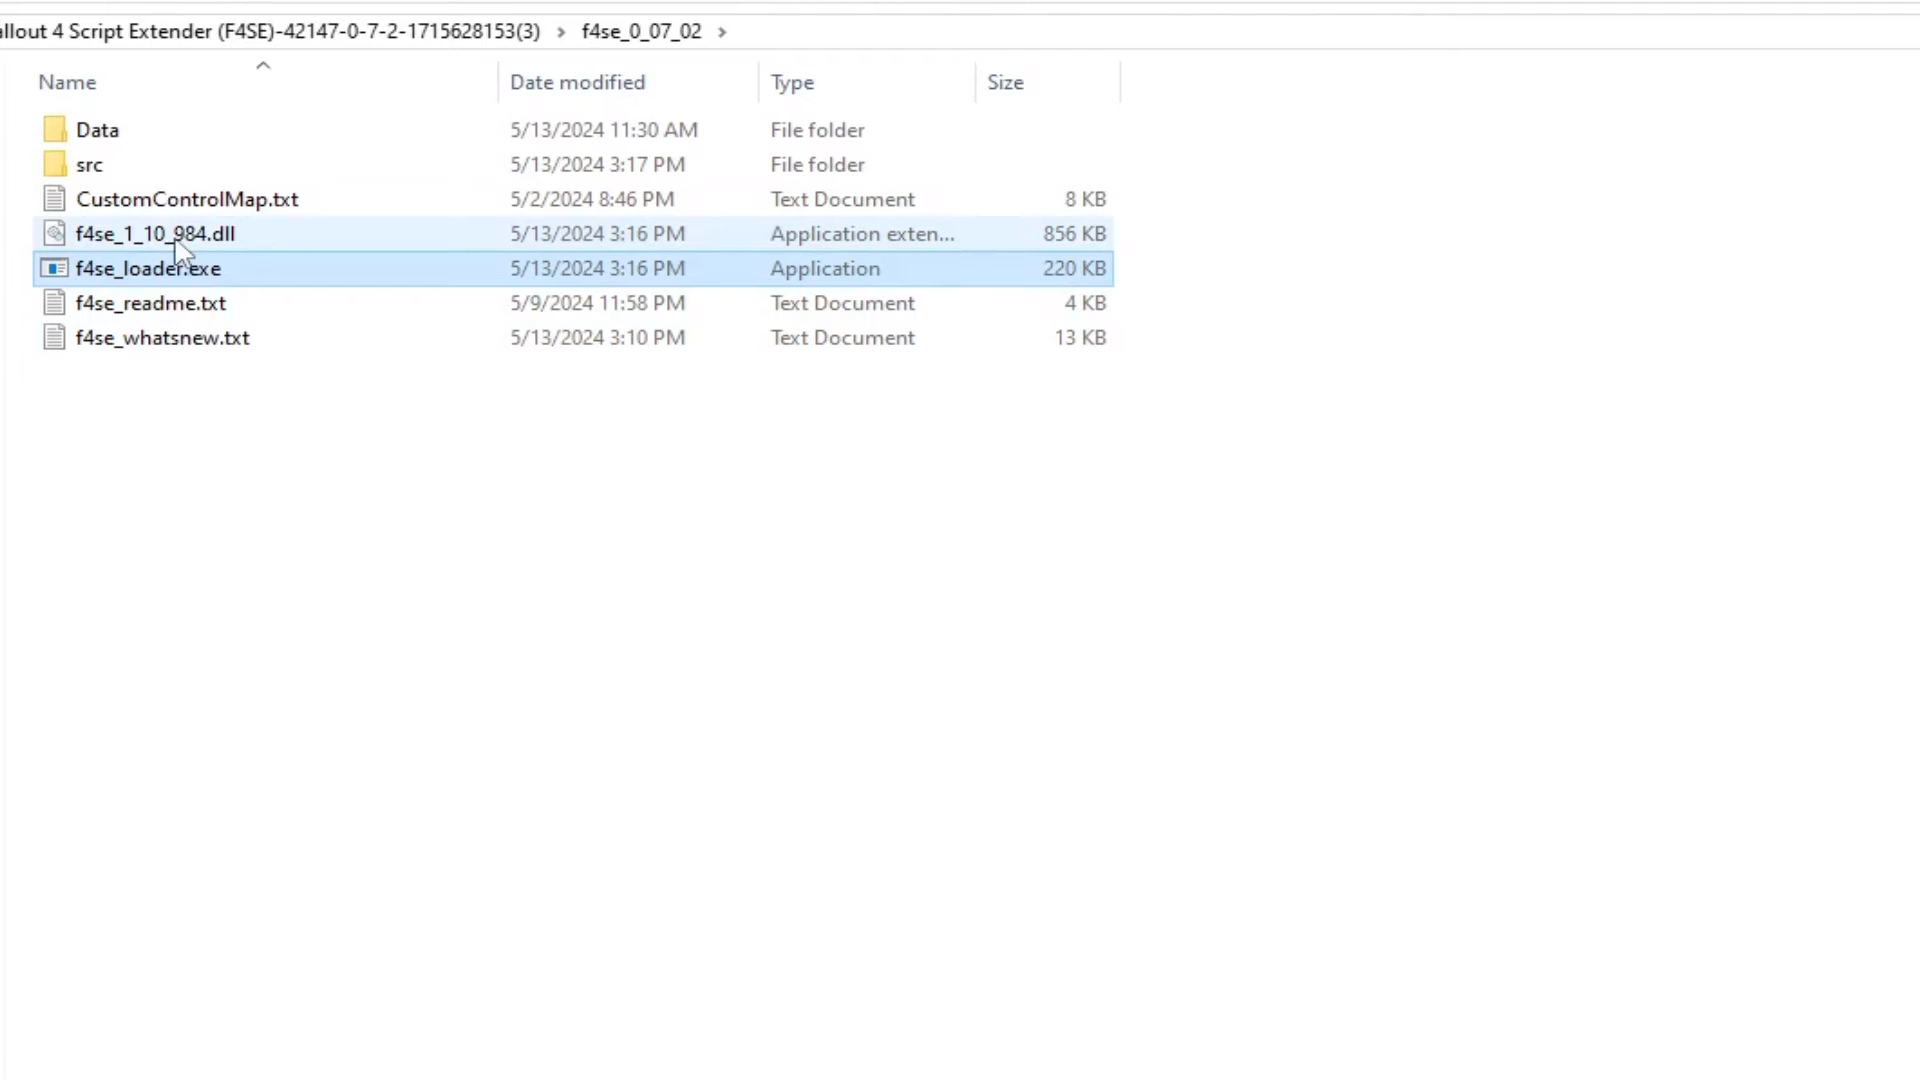 allout 4 Script Extender (F4SE)-42147-0-7-2-1715628153(3) > f4se_0_07_02 >
Name Date modified Type Size
Data 5/13/2024 11:30 AM File folder
src 5/13/2024 3:17 PM File folder
CustomControlMap.txt 5/2/2024 8:46 PM Text Document 8 KB
f4se_1_10_984.dll 5/13/2024 3:16 PM Application exten... 856 KB
f4se_loader.exe 5/13/2024 3:16 PM Application 220 KB
f4se_readme.txt 5/9/2024 11:58 PM Text Document 4 KB
f4se_whatsnew.txt 5/13/2024 3:10 PM Text Document 13 KB